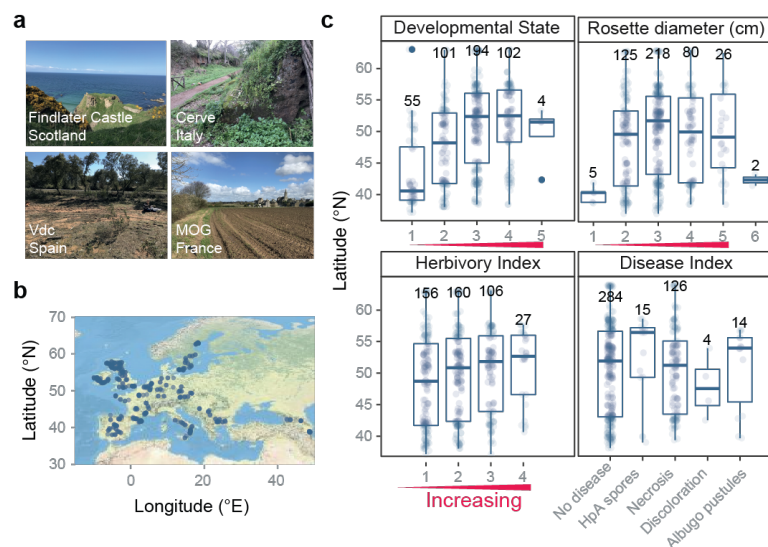 a
Findlater Castle
Scotland
Cerve
Italy
Vdc
Spain
MOG
France
b
Latitude (°N)
70
60
50
40
30
0
20
40
Longitude (°E)
c
Latitude (°N)
Developmental State
60
55
50
45
40
55
101
194
102
4
1
2
3
4
5
Rosette diameter (cm)
5
125
218
80
26
2
1
2
3
4
5
6
Herbivory Index
60
55
50
45
40
156
160
106
27
1
2
3
4
Increasing
Disease Index
284
15
126
4
14
No disease
HpA spores
Necrosis
Discoloration
Albugo pustules